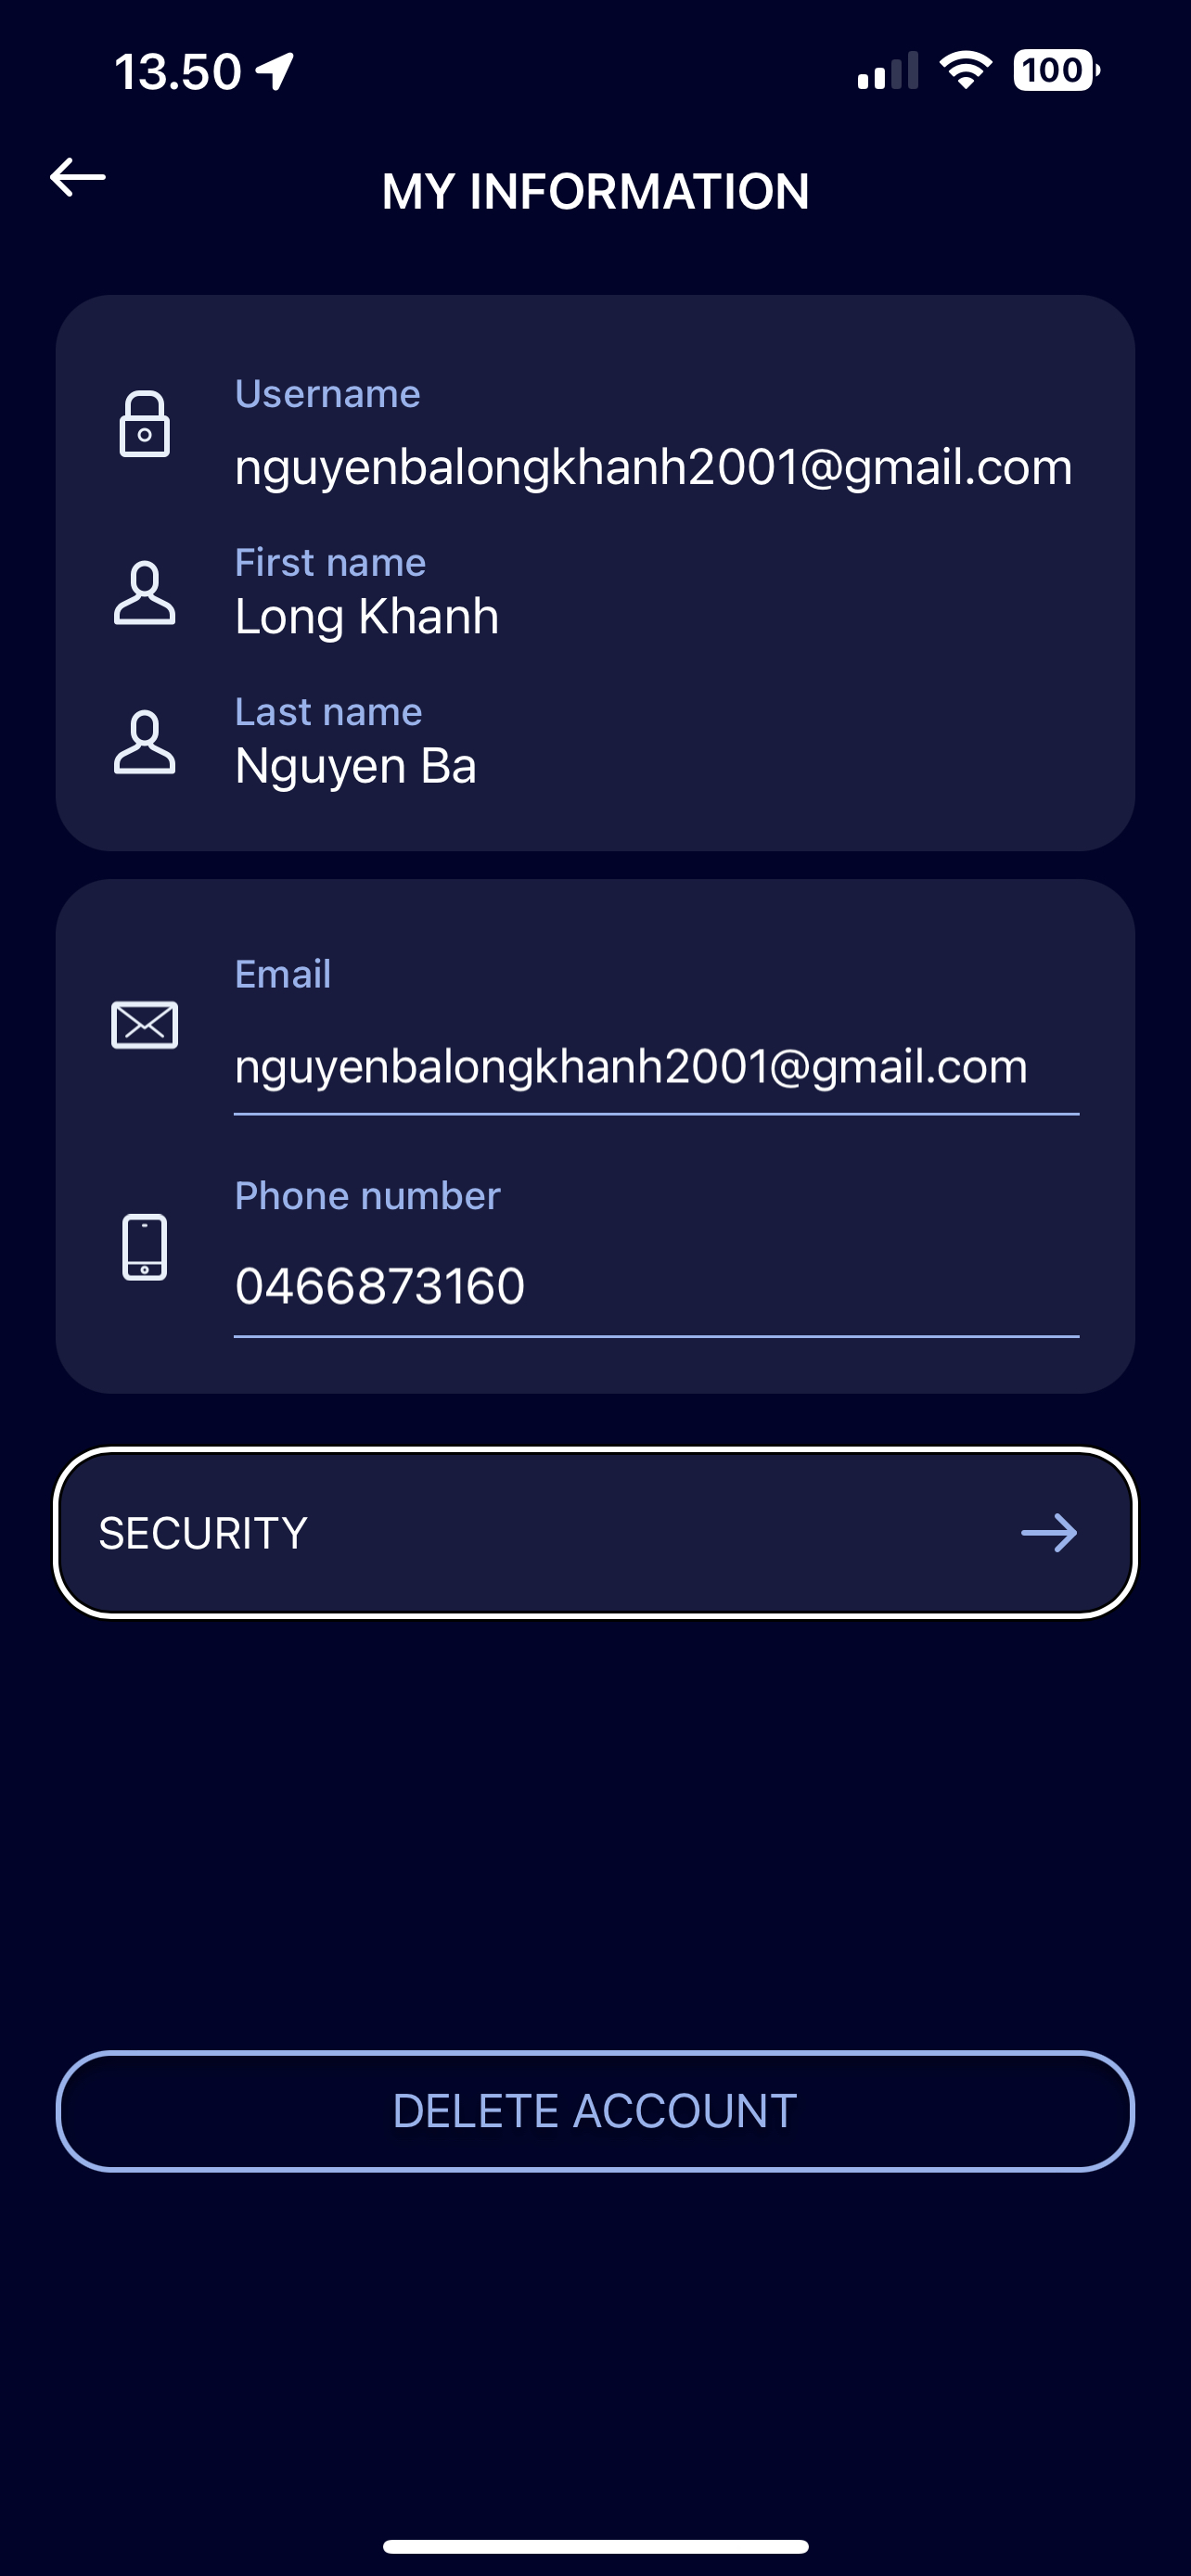 13.50
100
MY INFORMATION
Username
nguyenbalongkhanh2001@gmail.com
First name
Long Khanh
Last name
Nguyen Ba
Email
nguyenbalongkhanh2001@gmail.com
Phone number
0466873160
SECURITY
DELETE ACCOUNT